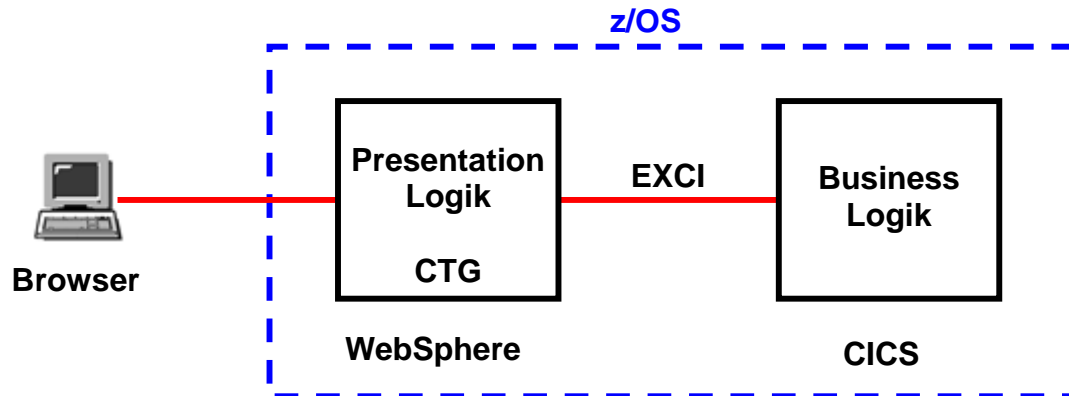 z/OS
Presentation
Logik
CTG
EXCI
Business
Logik
Browser
WebSphere
CICS